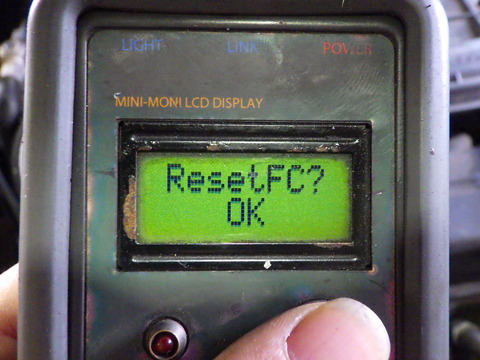 LIGHT LINK POWER
MINI-MONI LCD DISPLAY
ResetFC?
OK